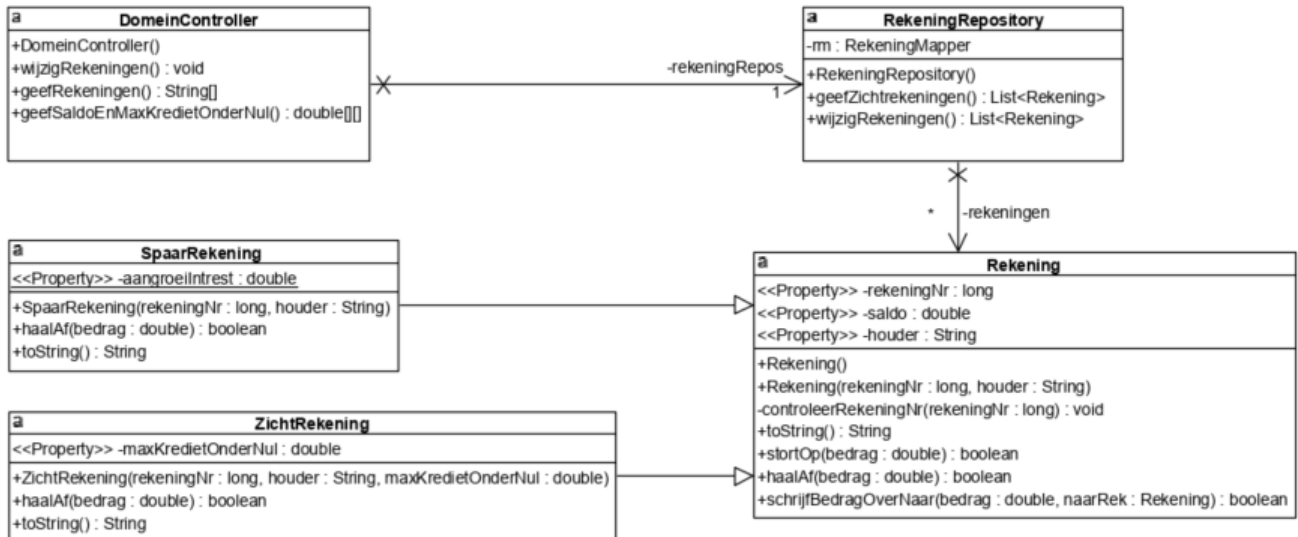 a
DomeinController
+DomeinController()
+wijzigRekeningen() : void
+geefRekeningen() : String[]
+geefSaldoEnMaxKredietOnderNul() : double[][]
-rekeningRepos
1
a
RekeningRepository
-rm : RekeningMapper
+RekeningRepository()
+geefZichtrekeningen() : List<Rekening>
+wijzigRekeningen() : List<Rekening>
*
-rekeningen
a
SpaarRekening
<<Property>> -aangroeiIntrest : double
+SpaarRekening(rekeningNr : long, houder : String)
+haalAf(bedrag : double) : boolean
+toString() : String
a
Rekening
<<Property>> -rekeningNr : long
<<Property>> -saldo : double
<<Property>> -houder : String
+Rekening()
+Rekening(rekeningNr : long, houder : String)
-controleerRekeningNr(rekeningNr : long) : void
+toString() : String
+stortOp(bedrag : double) : boolean
+haalAf(bedrag : double) : boolean
+schrijfBedragOverNaar(bedrag : double, naarRek : Rekening) : boolean
a
ZichtRekening
<<Property>> -maxKredietOnderNul : double
+ZichtRekening(rekeningNr : long, houder : String, maxKredietOnderNul : double)
+haalAf(bedrag : double) : boolean
+toString() : String